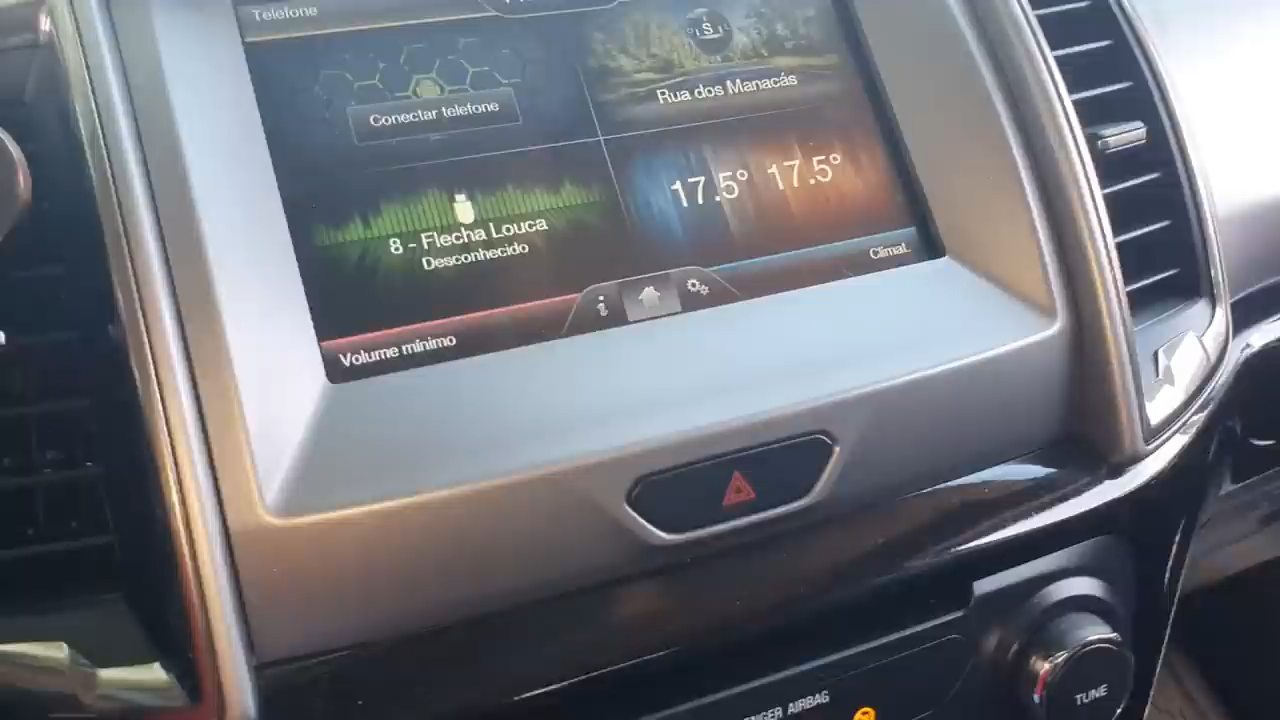 Telefone
S
Conectar telefone
Rua dos Manacás
17.5° 17.5°
8 - Flecha Louca
Desconhecido
Climat.
i
Volume mínimo
AIRBAG
TUNE